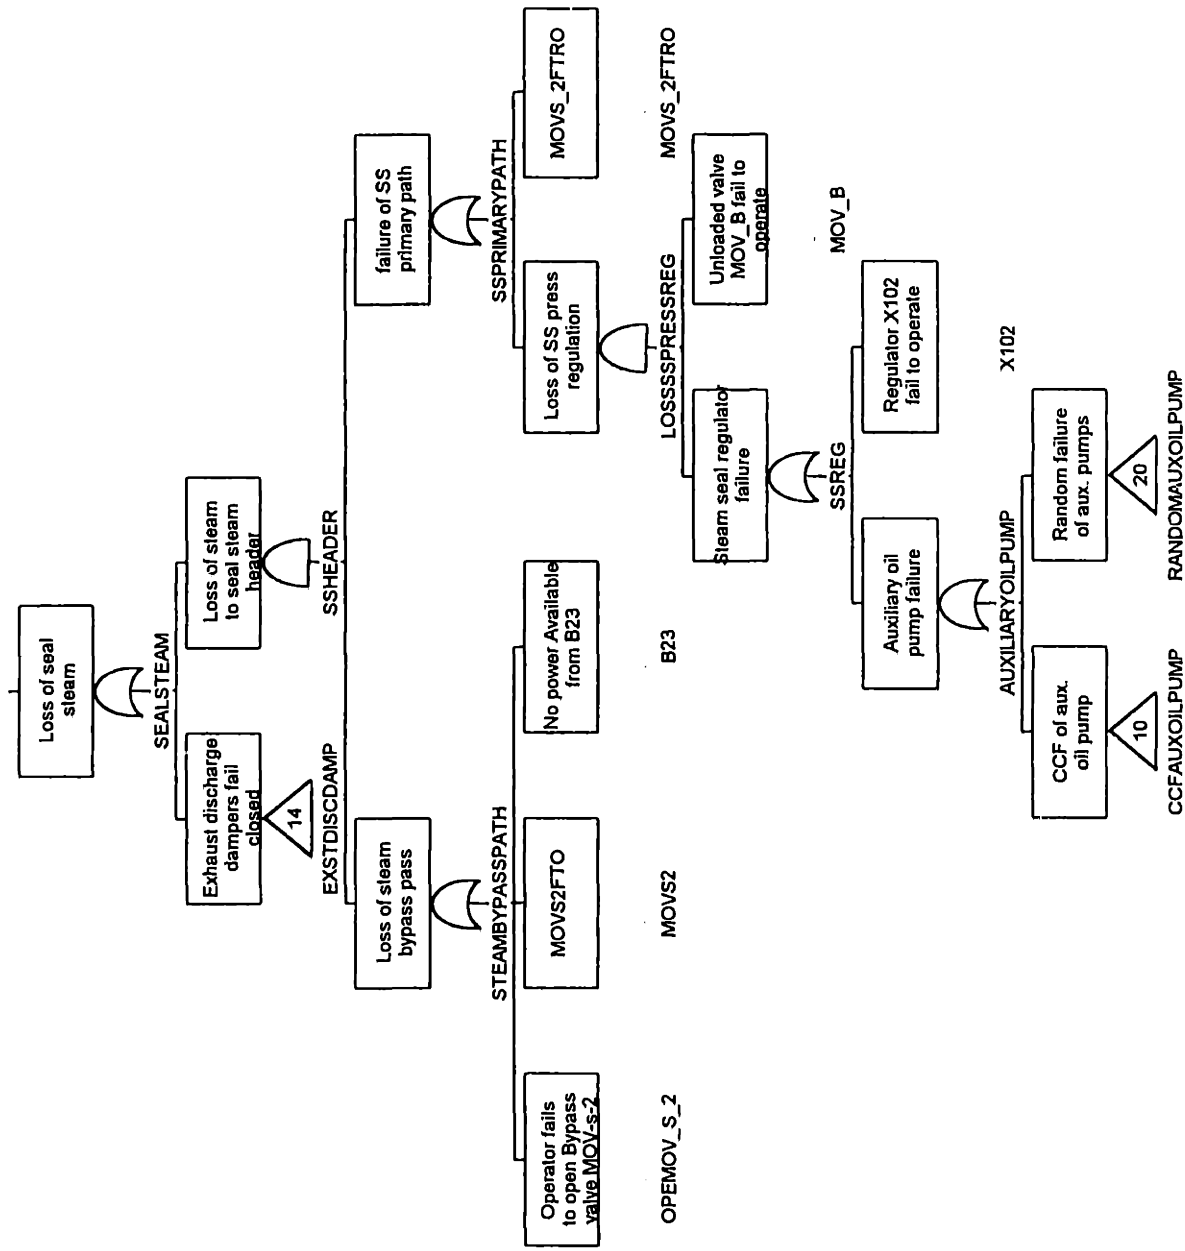 Loss of seal
steam
SEALSTEAM
Exhaust discharge
dampers fail
closed
14
EXSTDISCDAMP
Loss of steam
to seal steam
header
SSHEADER
Loss of steam
bypass pass
STEAMBYPASSPATH
failure of SS
primary path
SSPRIMARYPATH
Operator fails
to open Bypass
valve MOV-s-2
OPEMOV_S_2
MOVS2FTO
MOVS2
No power Available
from B23
B23
Loss of SS press
regulation
LOSSSSPRESSREG
MOVS_2FTRO
MOVS_2FTRO
Steam seal regulator
failure
SSREG
Unloaded valve
MOV_B fail to
operate
MOV_B
Auxiliary oil
pump failure
AUXILIARYOILPUMP
Regulator X102
fail to operate
X102
CCF of aux.
oil pump
10
CCFAUXOILPUMP
Random failure
of aux. pumps
20
RANDOMAUXOILPUMP